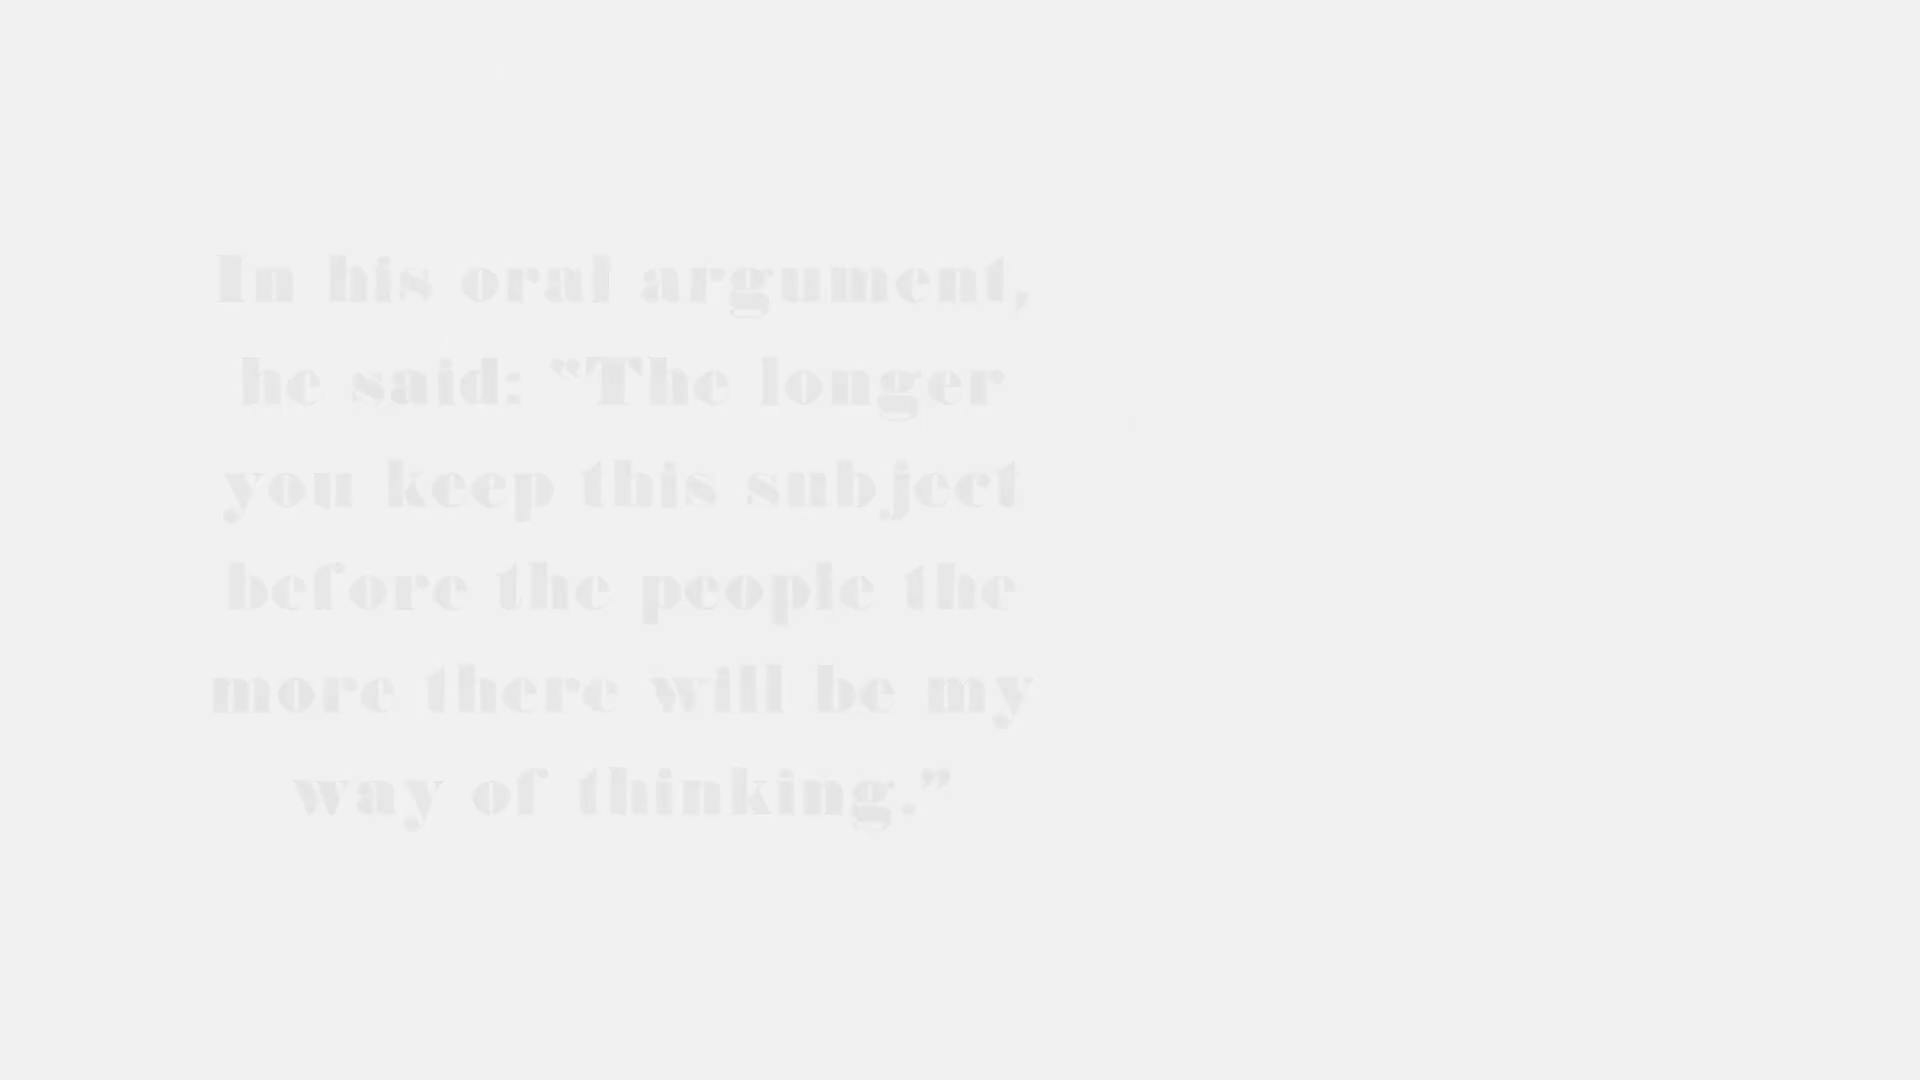 In his oral argument,
he said: “The longer
you keep this subject
before the people the
more there will be my
way of thinking.”